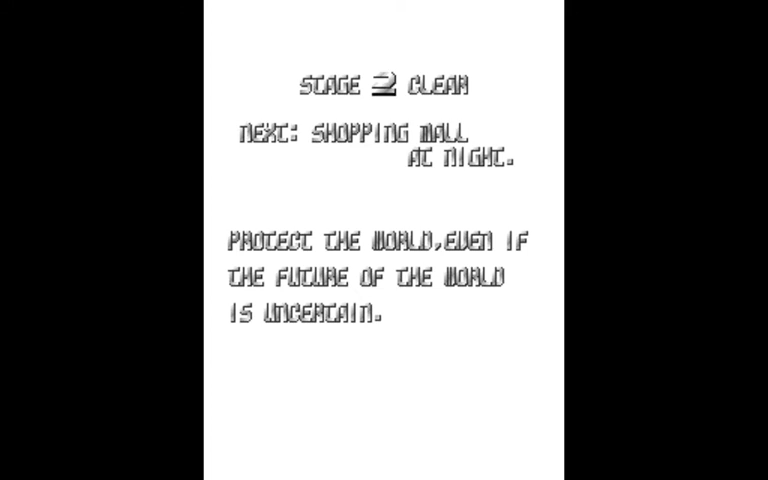 STAGE 2 CLEAR
NEXT: SHOPPING MALL
AT NIGHT.
PROTECT THE WORLD,EVEN IF
THE FUTURE OF THE WORLD
IS UNCERTAIN.